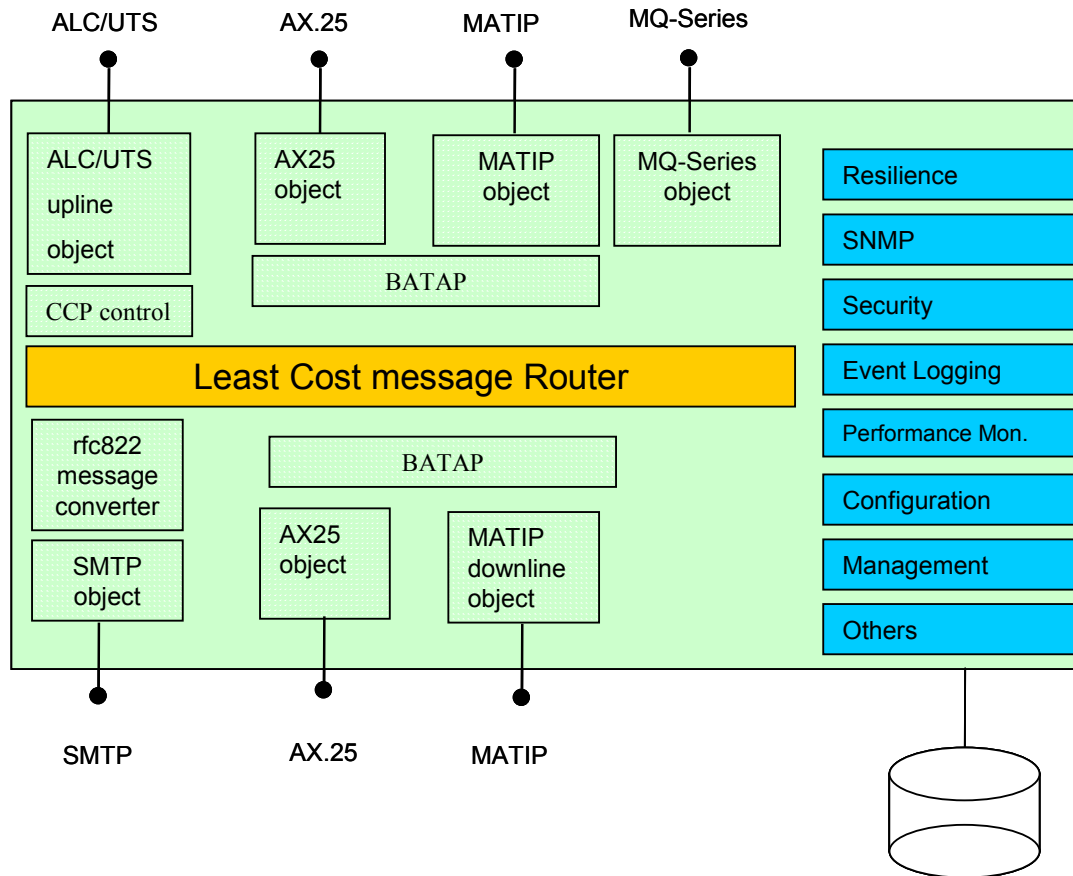 ALC/UTS
AX.25
MATIP
MQ-Series
ALC/UTS
upline
object
AX25
object
MATIP
object
MQ-Series
object
BATAP
CCP control
Least Cost message Router
rfc822
message
converter
BATAP
SMTP
object
AX25
object
MATIP
downline
object
Resilience
SNMP
Security
Event Logging
Performance Mon.
Configuration
Management
Others
SMTP
AX.25
MATIP